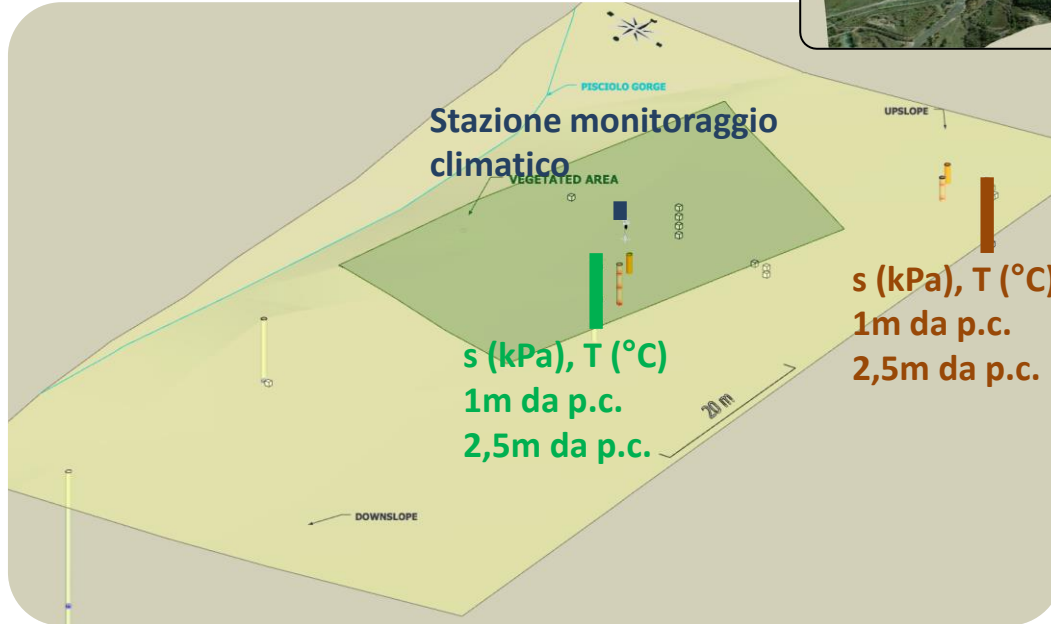 PISCIOLO GORGE
Stazione monitoraggio
climatico
UPSLOPE
VEGETATED AREA
s (kPa), T (°C)
1m da p.c.
2,5m da p.c.
s (kPa), T (°C)
1m da p.c.
2,5m da p.c.
20 m
DOWNSLOPE